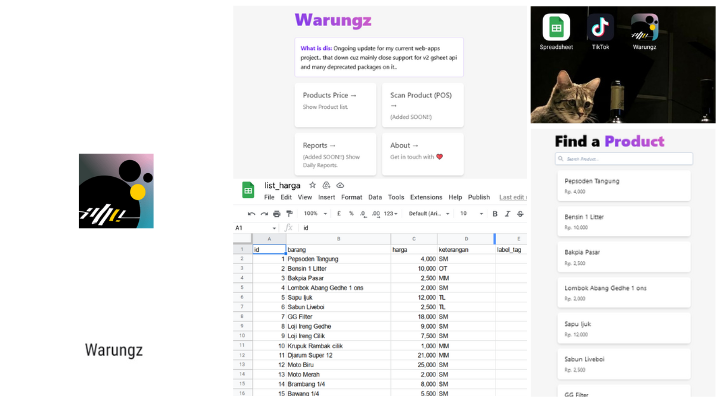 Warungz
Warungz
What is dis: Ongoing update for my current web-apps
project.. that down cuz mainly close support for v2 gsheet api
and many deprecated packages on it..
Products Price →
Show Product list.
Scan Product (POS)
→
(Added SOON!!)
Reports →
(Added SOON!!) Show
Daily Reports.
About →
Get in touch with ❤
list_harga
File Edit View Insert Format Data Tools Extensions Help Publish Last edit
100% £ % .0 .00 123 Default (Ari... 10 B I S
A1 fx id
A B C D E
1 id barang harga keterangan label_tag
2 1 Pepsoden Tangung 4.000 SM
3 2 Bensin 1 Litter 10.000 OT
4 3 Bakpia Pasar 2,500 MM
5 4 Lombok Abang Gedhe 1 ons 2.000 SM
6 5 Sapu Ijuk 12,000 TL
7 6 Sabun Liweboi 2,500 TL
8 7 GG Filter 18.000 SM
9 8 Loji Ireng Gedhe 9.000 SM
10 9 Loji Ireng Cilik 7,500 SM
11 10 Krupuk Rambak cilik 1,000 MM
12 11 Djarum Super 12 21.000 MM
13 12 Moto Biru 25,000 SM
14 13 Moto Merah 2.000 SM
15 14 Brambang 1/4 8.000 SM
16 15 Bawang 1/4 5.500 SM
Spreadsheet TikTok Warungz
Find a Product
Search Product..
Pepsoden Tangung
Rp. 4,000
Bensin 1 Litter
Rp. 10,000
Bakpia Pasar
Rp. 2,500
Lombok Abang Gedhe 1 ons
Rp. 2,000
Sapu Ijuk
Rp. 12,000
Sabun Liveboi
Rp. 2,500
GG Filter